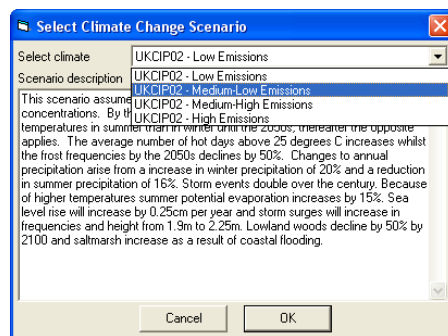 Select Climate Change Scenario
Select climate
UKCIP02 - Low Emissions
Scenario description
UKCIP02 - Low Emissions
UKCIP02 - Medium-Low Emissions
UKCIP02 - Medium-High Emissions
UKCIP02 - High Emissions
This scenario assume
concentrations. By th
temperatures in summer than in winter until the 2050s, thereafter the opposite
applies. The average number of hot days above 25 degrees C increases whilst
the frost frequencies by the 2050s declines by 50%. Changes to annual
precipitation arise from a increase in winter precipitation of 20% and a reduction
in summer precipitation of 16%. Storm events double over the century. Because
of higher temperatures summer potential evaporation increases by 15%. Sea
level rise will increase by 0.25cm per year and storm surges will increase in
frequencies and height from 1.9m to 2.25m. Lowland woods decline by 50% by
2100 and saltmarsh increase as a result of coastal flooding.
Cancel
OK